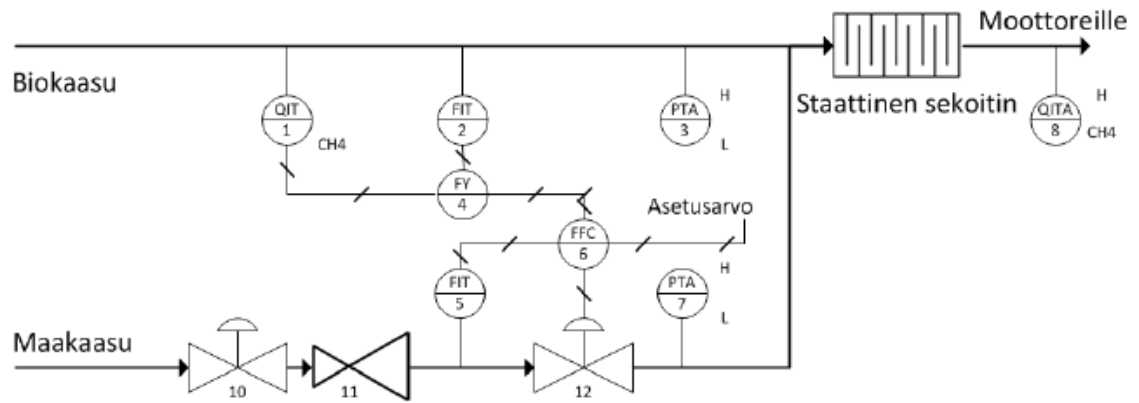 Moottoreille
Biokaasu
QIT
1
CH4
FIT
2
PTA
3
H
L
Staattinen sekoitin
QITA
8
H
CH4
FY
4
Asetusarvo
FFC
6
FIT
5
PTA
7
H
L
Maakaasu
10
11
12